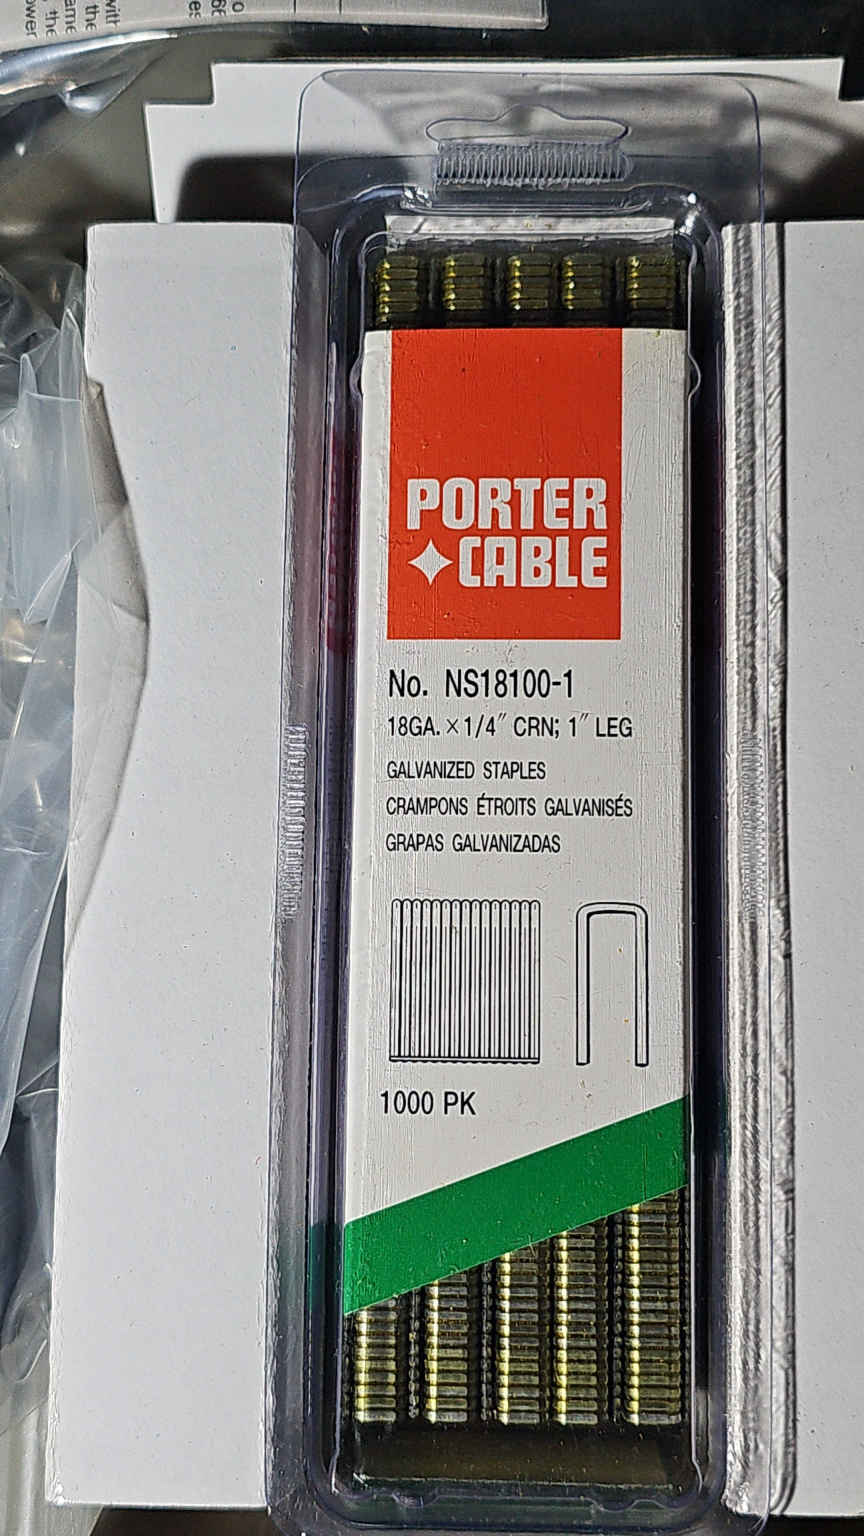 PORTER
CABLE
No. NS18100-1
18GA. × 1/4″ CRN; 1″ LEG
GALVANIZED STAPLES
CRAMPONS ÉTROITS GALVANISÉS
GRAPAS GALVANIZADAS
1000 PK